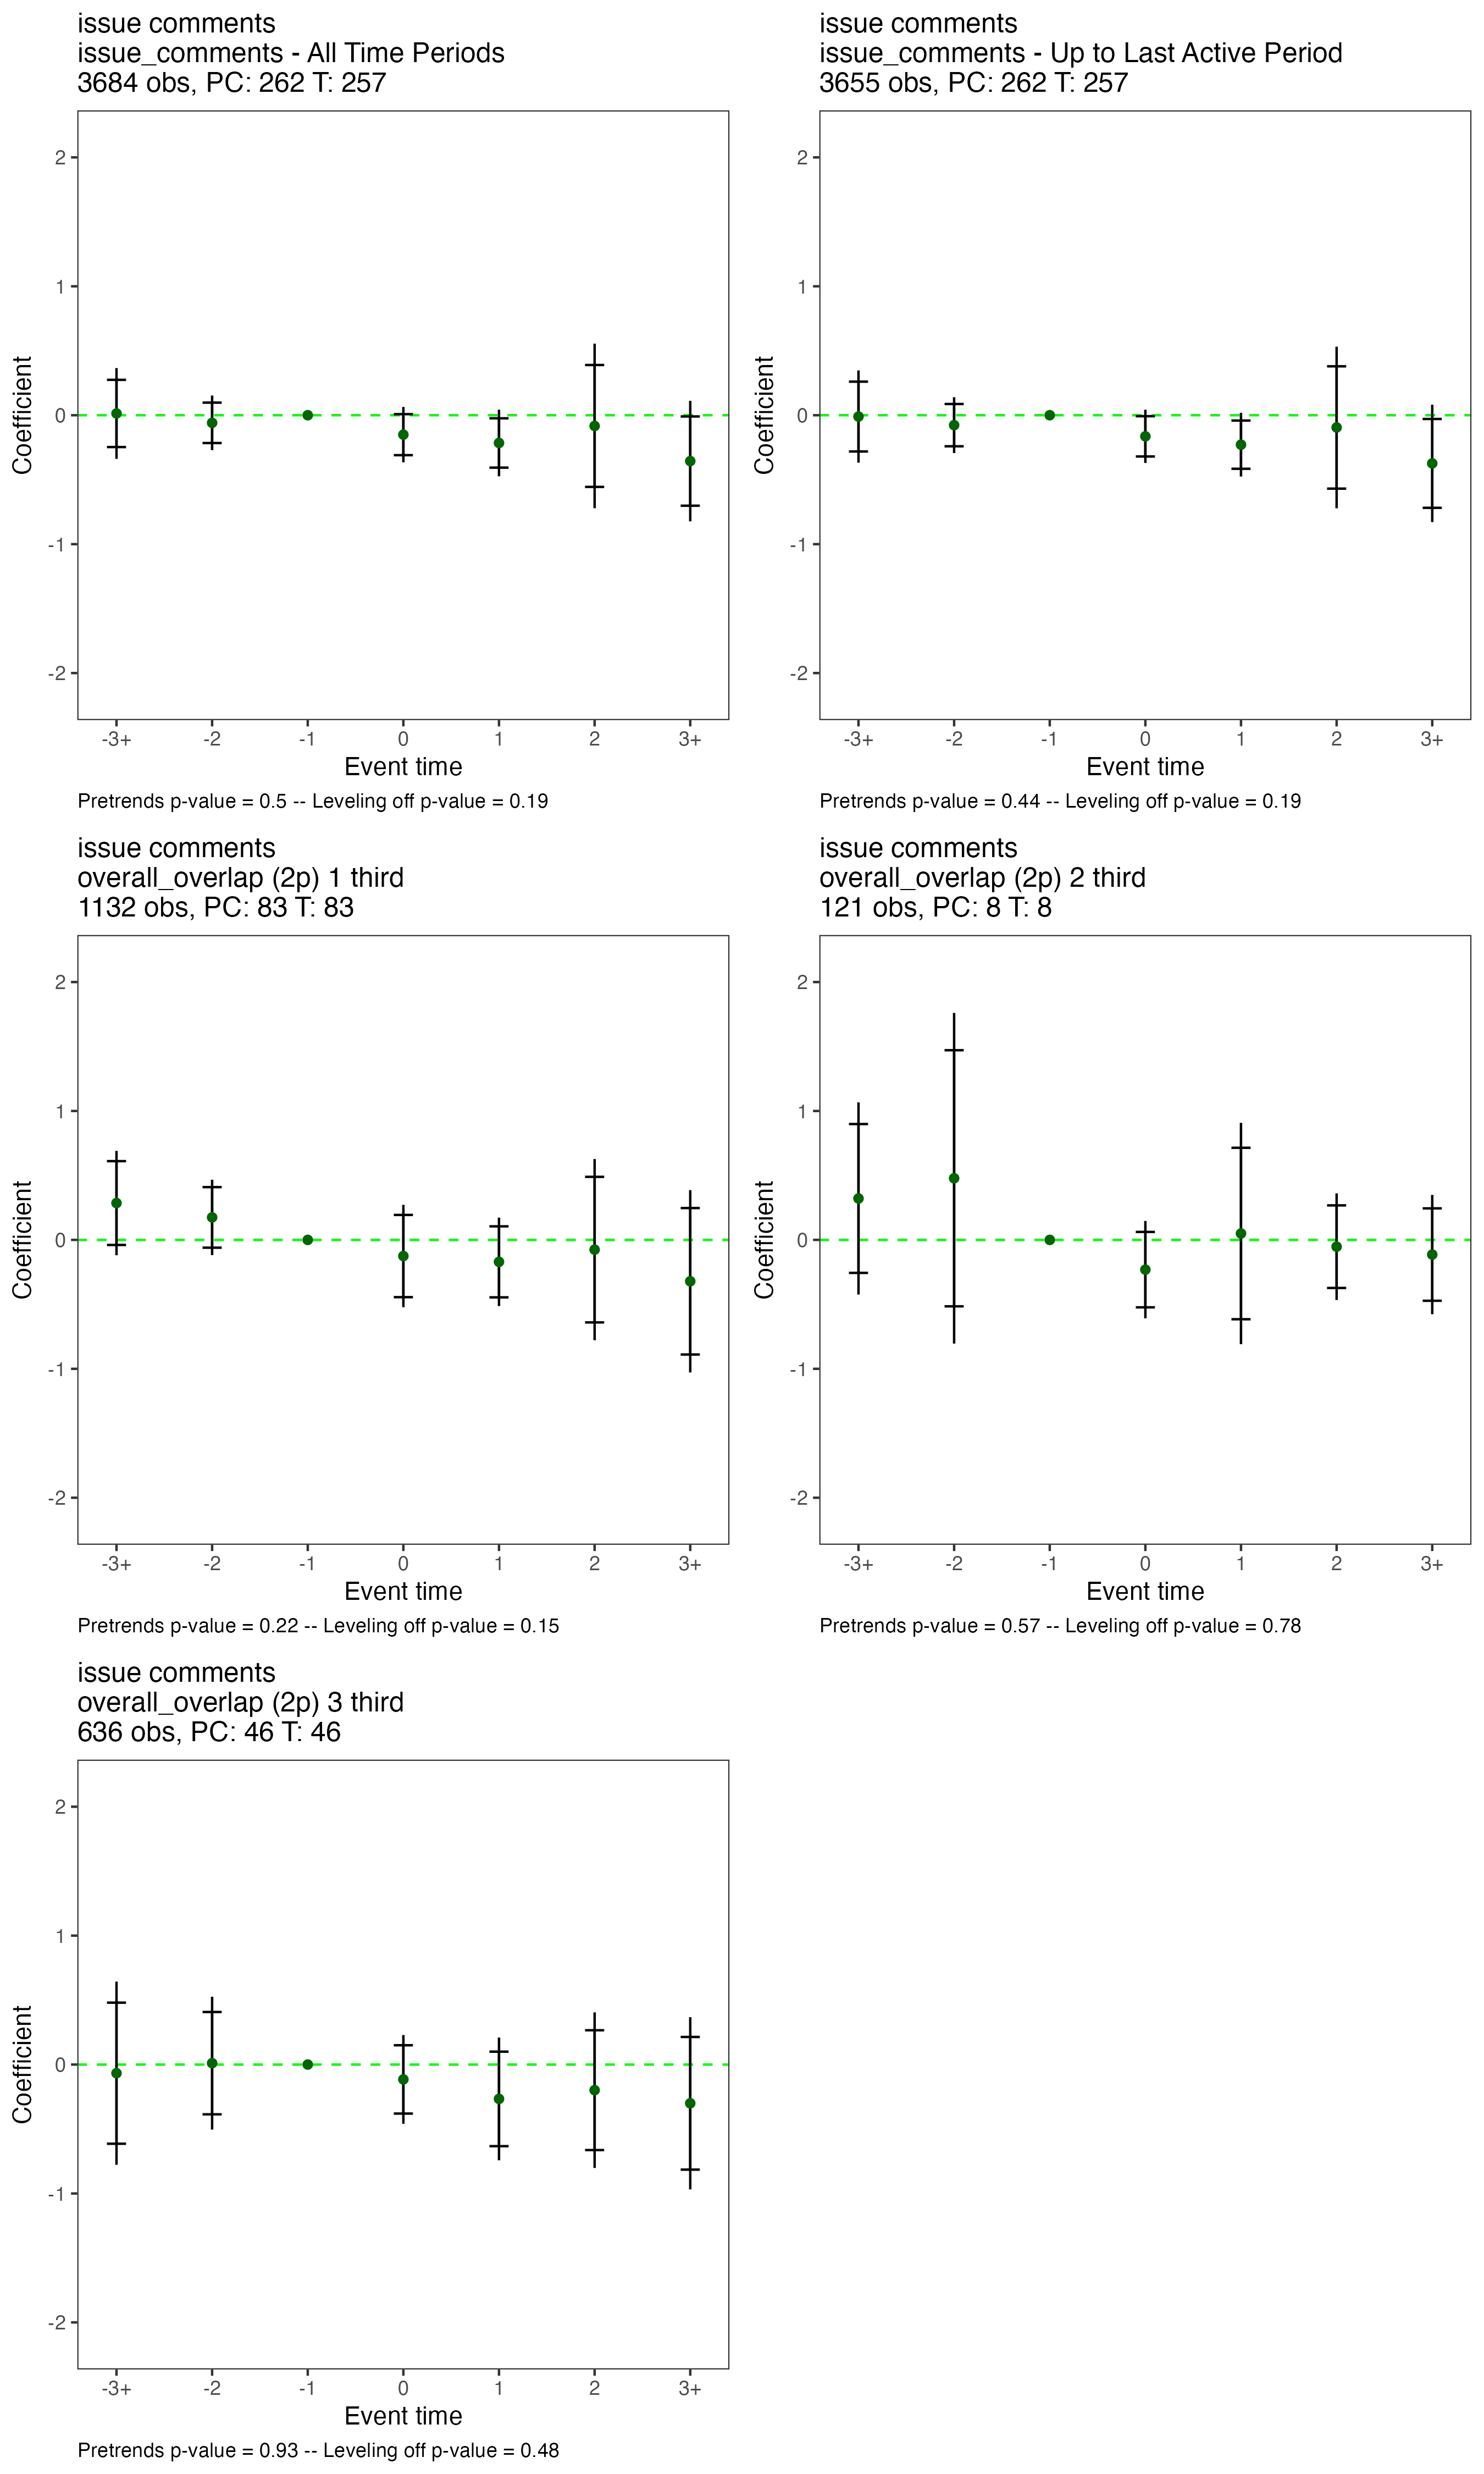 issue comments
issue_comments - All Time Periods
3684 obs, PC: 262 T: 257
Coefficient
2
1
0
-1
-2
-3+ -2 -1 0 1 2 3+
Event time
Pretrends p-value = 0.5 -- Leveling off p-value = 0.19
issue comments
issue_comments - Up to Last Active Period
3655 obs, PC: 262 T: 257
Coefficient
2
1
0
-1
-2
-3+ -2 -1 0 1 2 3+
Event time
Pretrends p-value = 0.44 -- Leveling off p-value = 0.19
issue comments
overall_overlap (2p) 1 third
1132 obs, PC: 83 T: 83
Coefficient
2
1
0
-1
-2
-3+ -2 -1 0 1 2 3+
Event time
Pretrends p-value = 0.22 -- Leveling off p-value = 0.15
issue comments
overall_overlap (2p) 2 third
121 obs, PC: 8 T: 8
Coefficient
2
1
0
-1
-2
-3+ -2 -1 0 1 2 3+
Event time
Pretrends p-value = 0.57 -- Leveling off p-value = 0.78
issue comments
overall_overlap (2p) 3 third
636 obs, PC: 46 T: 46
Coefficient
2
1
0
-1
-2
-3+ -2 -1 0 1 2 3+
Event time
Pretrends p-value = 0.93 -- Leveling off p-value = 0.48